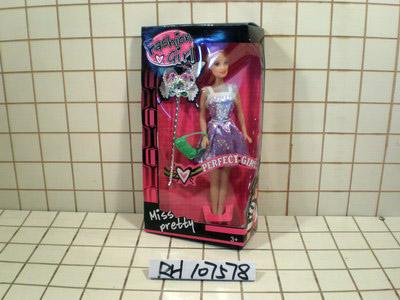 Fashion
Girl
PERFECT-GIRL
Miss
pretty
3+
RH 107578